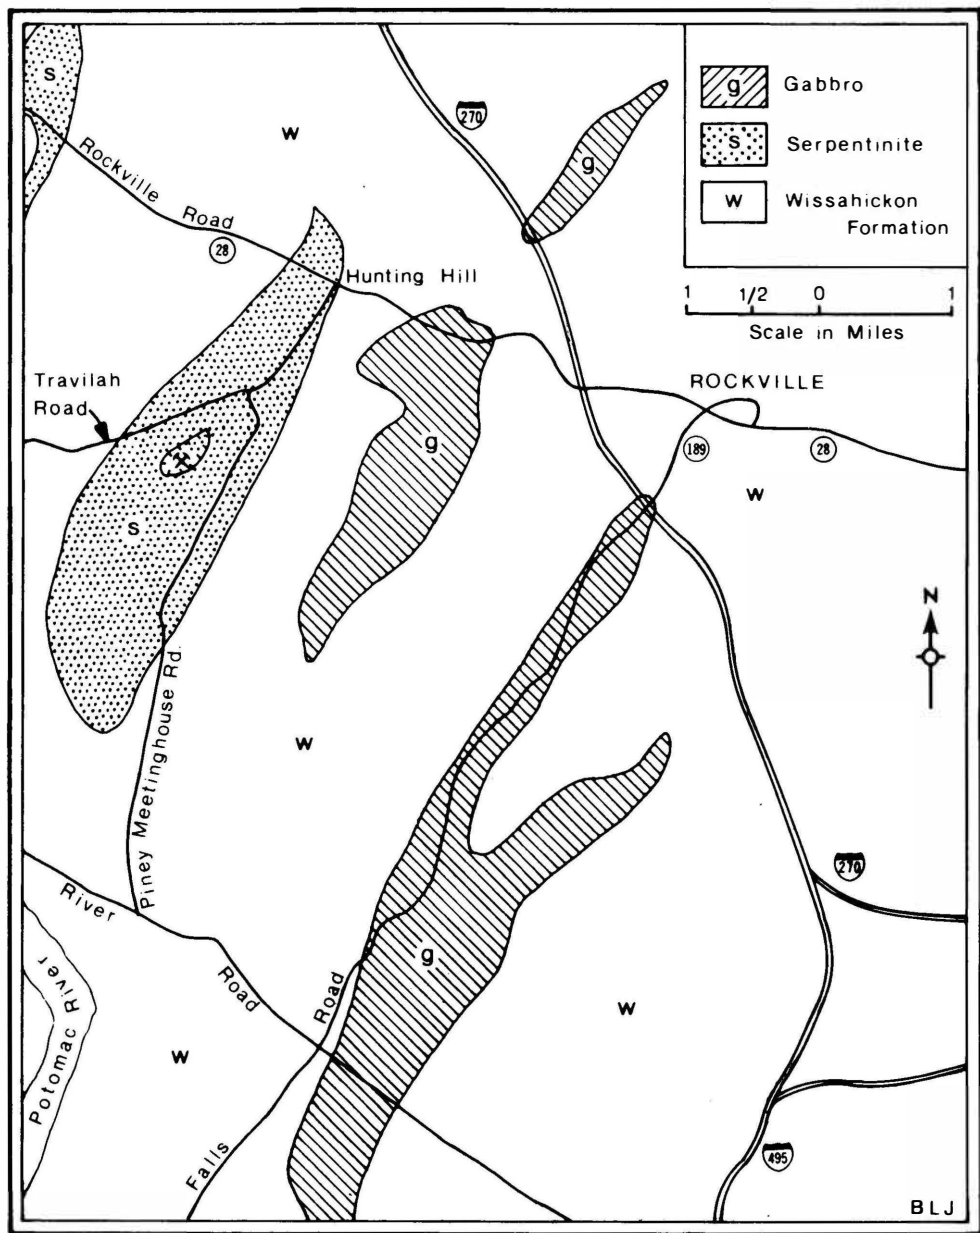 s
w
270
g
g Gabbro
s Serpentinite
w Wissahickon
Formation
Rockville Road
28
Hunting Hill
1 1/2 0 1
Scale in Miles
Travilah
Road
ROCKVILLE
g
189
28
w
s
N
Piney Meetinghouse Rd.
w
270
River Road
g
Road
Potomac River
w
w
Falls
495
BLJ